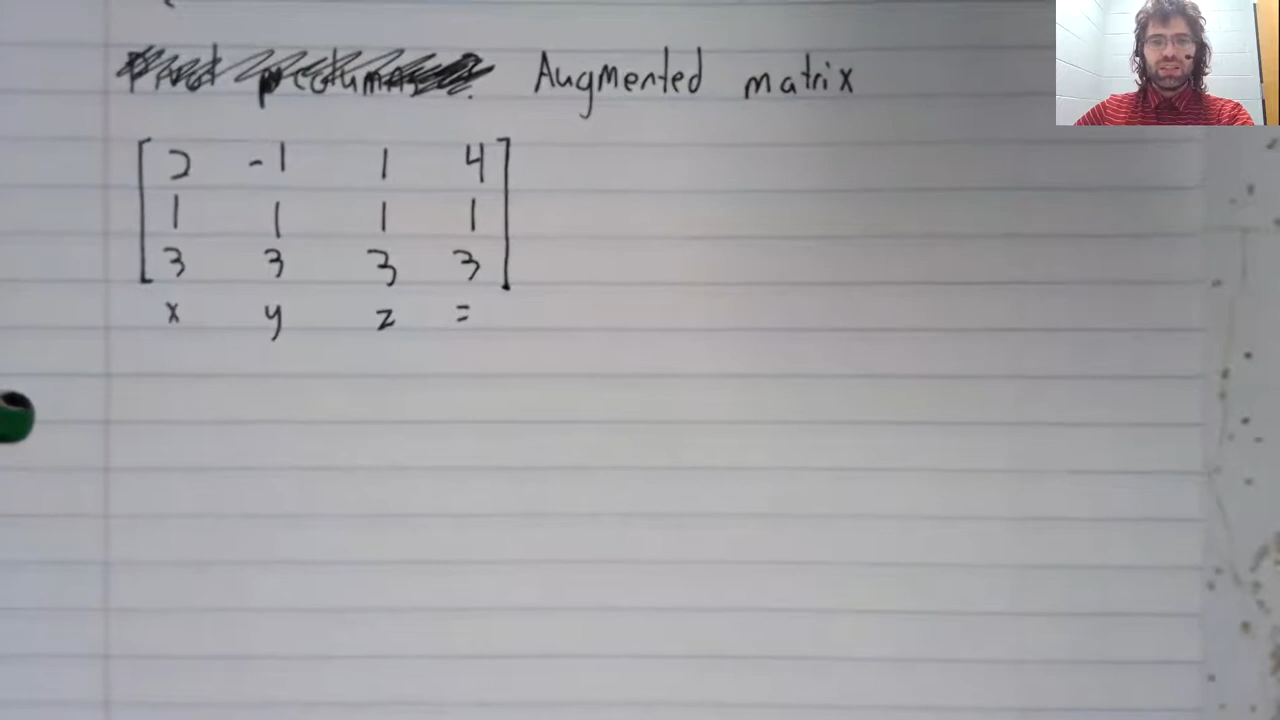 Augmented matrix
2 -1 1 4
1 1 1 1
3 3 3 3
x y z =